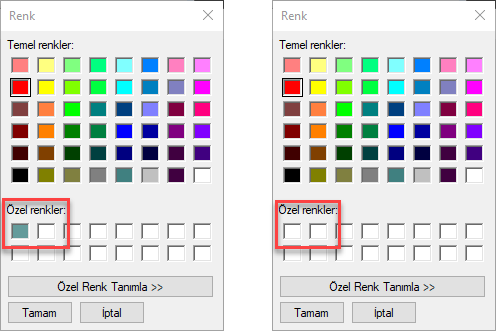 Renk
Temel renkler:
Özel renkler:
Özel Renk Tanımla >>
Tamam
İptal
Renk
Temel renkler:
Özel renkler:
Özel Renk Tanımla >>
Tamam
İptal